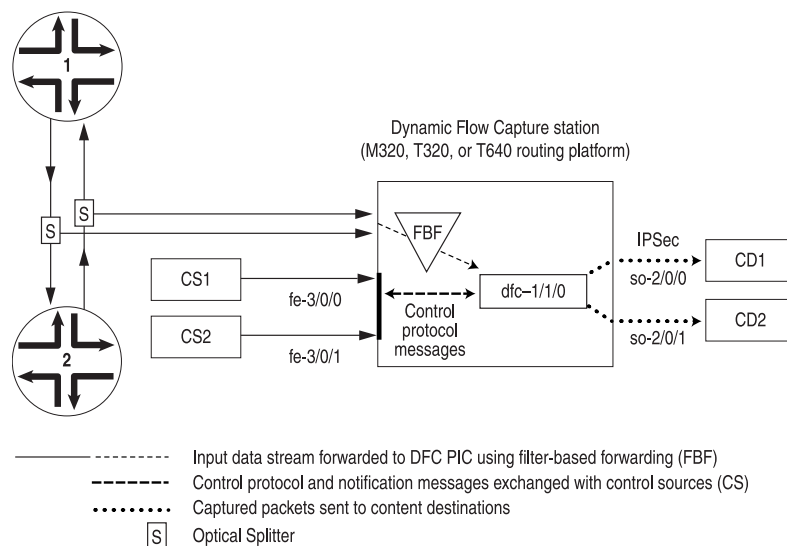 1
Dynamic Flow Capture station
(M320, T320, or T640 routing platform)
S
S
FBF
IPSec
CS1
CD1
fe-3/0/0
dfc–1/1/0
so-2/0/0
CS2
Control
protocol
messages
CD2
so-2/0/1
fe-3/0/1
2
Input data stream forwarded to DFC PIC using filter-based forwarding (FBF)
Control protocol and notification messages exchanged with control sources (CS)
Captured packets sent to content destinations
S Optical Splitter